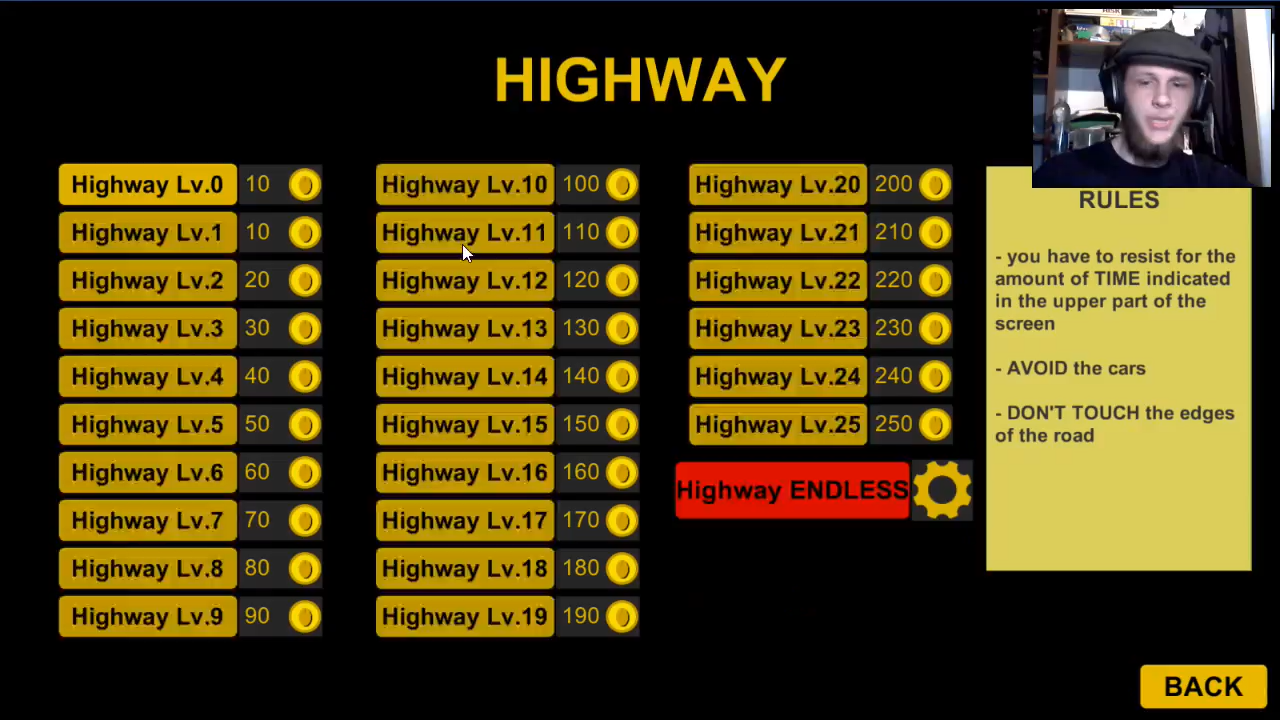 HIGHWAY
Highway Lv.0 10
Highway Lv.1 10
Highway Lv.2 20
Highway Lv.3 30
Highway Lv.4 40
Highway Lv.5 50
Highway Lv.6 60
Highway Lv.7 70
Highway Lv.8 80
Highway Lv.9 90
Highway Lv.10 100
Highway Lv.11 110
Highway Lv.12 120
Highway Lv.13 130
Highway Lv.14 140
Highway Lv.15 150
Highway Lv.16 160
Highway Lv.17 170
Highway Lv.18 180
Highway Lv.19 190
Highway Lv.20 200
Highway Lv.21 210
Highway Lv.22 220
Highway Lv.23 230
Highway Lv.24 240
Highway Lv.25 250
Highway ENDLESS
RULES
- you have to resist for the
amount of TIME indicated
in the upper part of the
screen
- AVOID the cars
- DON'T TOUCH the edges
of the road
BACK